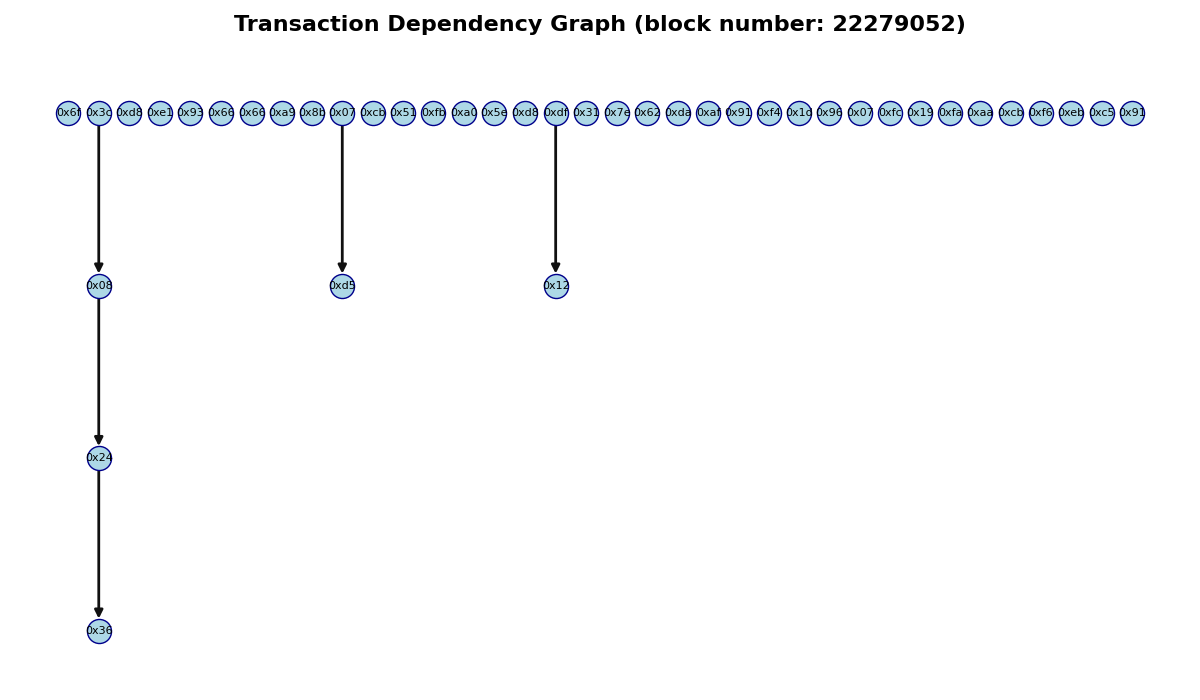 Transaction Dependency Graph (block number: 22279052)
0x6f 0x3c 0xd8 0xe1 0x93 0x66 0x66 0xa9 0x8b 0x07 0xcb 0x51 0xfb 0xa0 0x5e 0xd8 0xdf 0x31 0x7e 0x62 0xda 0xaf 0x91 0xf4 0x1d 0x96 0x07 0xfc 0x19 0xfa 0xaa 0xcb 0xf6 0xeb 0xc5 0x91
0x08 0xd5 0x12
0x24
0x36